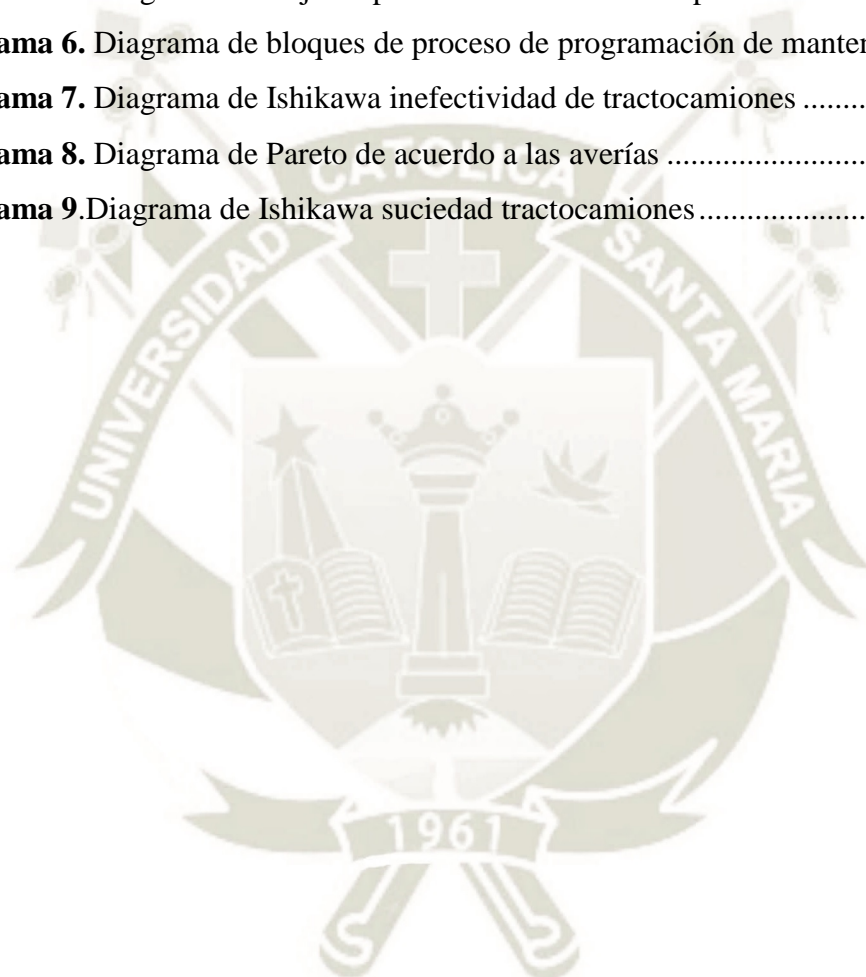 ama 6. Diagrama de bloques de proceso de programación de manten
ama 7. Diagrama de Ishikawa inefectividad de tractocamiones ..........
ama 8. Diagrama de Pareto de acuerdo a las averías ..........................
ama 9.Diagrama de Ishikawa suciedad tractocamiones ......................
UNIVERSIDAD CATOLICA SANTA MARIA
1961